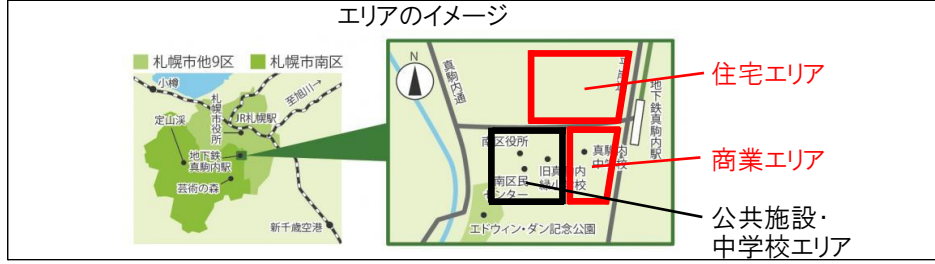 エリアのイメージ
札幌市他9区 札幌市南区
小樽
札幌市役所
JR札幌駅
至旭川→
定山渓
地下鉄
真駒内駅
芸術の森
新千歳空港
N
真駒内通
地下鉄真駒内駅
南区役所
真駒内
中学校
旧真駒内
緑小学校
南区民
センター
エドウィン・ダン記念公園
住宅エリア
商業エリア
公共施設・
中学校エリア